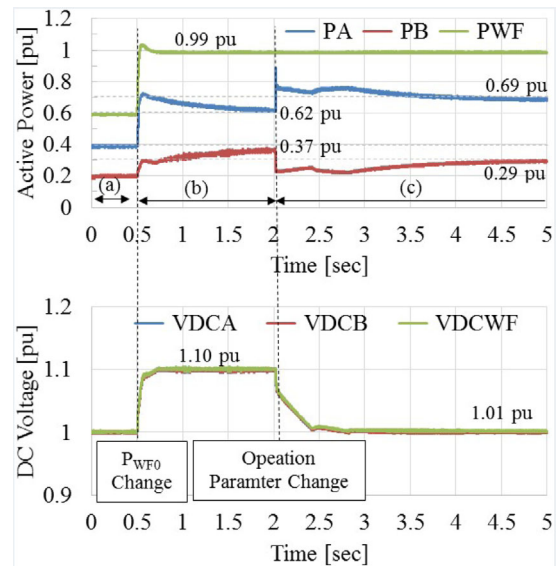 PA PB PWF
Active Power [pu]
1.2
1
0.8
0.6
0.4
0.2
0
0.99 pu
0.69 pu
0.62 pu
0.37 pu
0.29 pu
(a) (b) (c)
0 0.5 1 1.5 2 2.5 3 3.5 4 4.5 5
Time [sec]
VDCA VDCB VDCWF
DC Voltage [pu]
1.2
1.1
1
0.9
1.10 pu
1.01 pu
PWF0
Change
Opeation
Paramter Change
0 0.5 1 1.5 2 2.5 3 3.5 4 4.5 5
Time [sec]